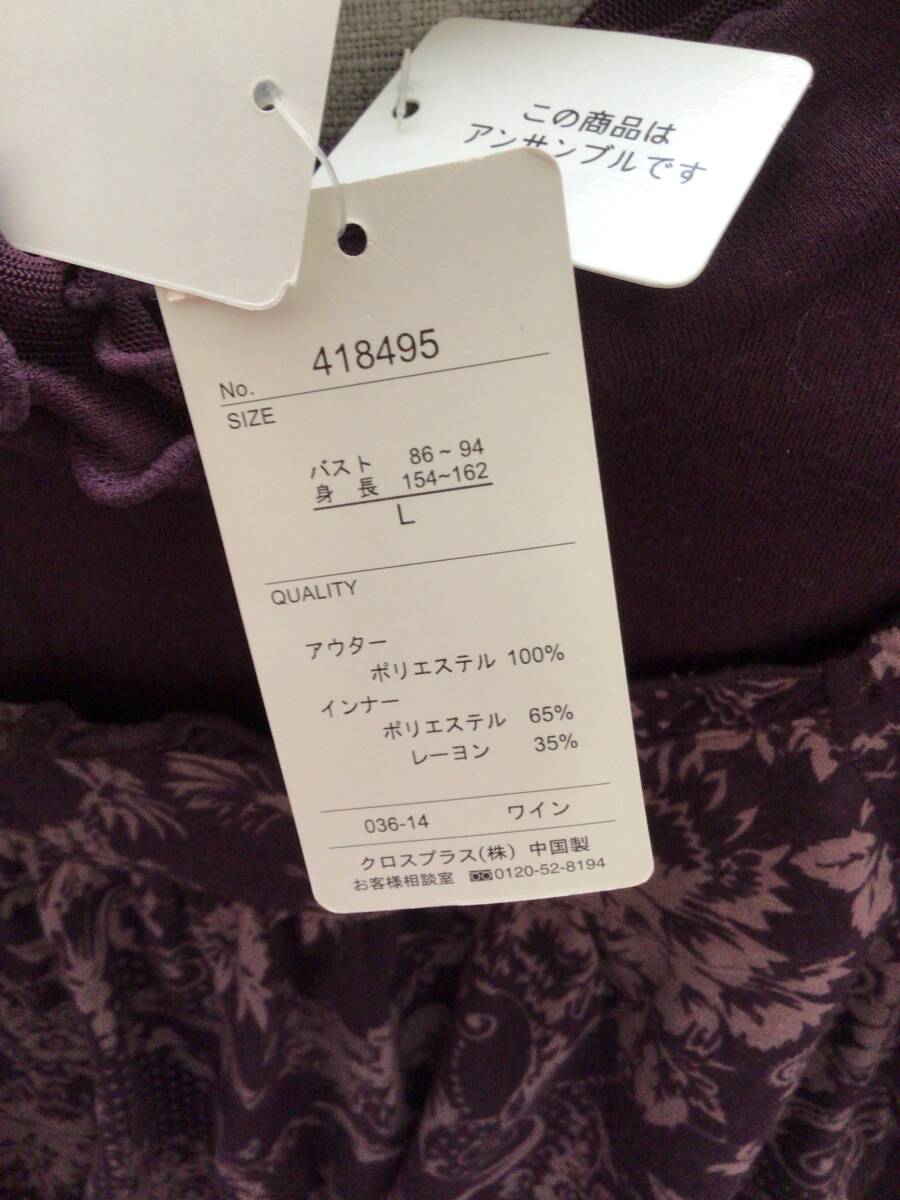 この商品は
アンサンブルです
No. 418495
SIZE
バスト 86~94
身長 154~162
L
QUALITY
アウター
ポリエステル 100%
インナー
ポリエステル 65%
レーヨン 35%
036-14 ワイン
クロスプラス(株) 中国製
お客様相談室 0120-52-8194